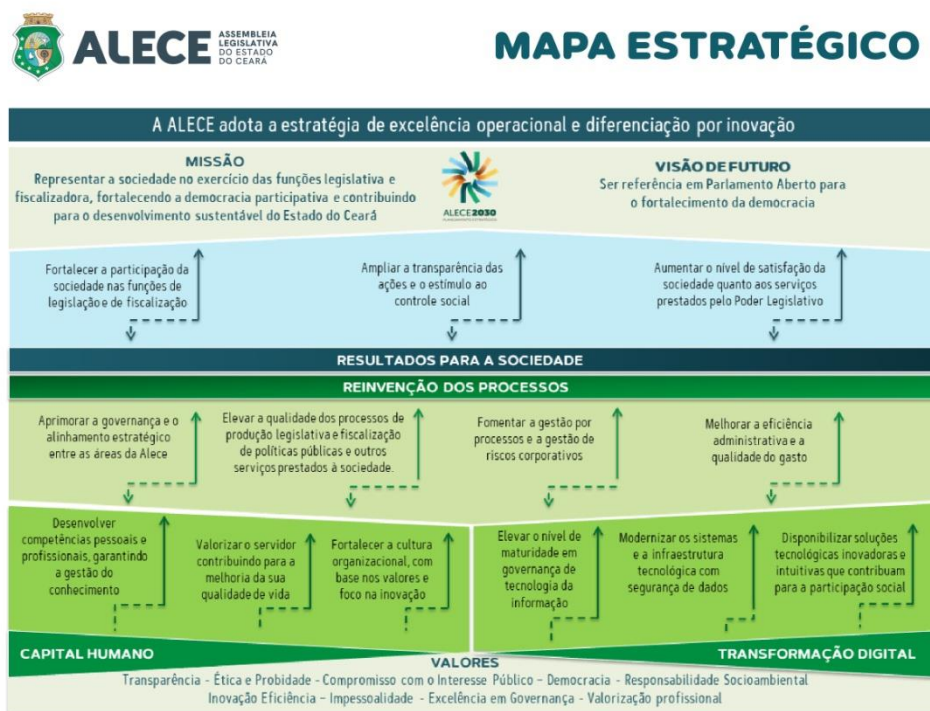 ALECE
ASSEMBLEIA
LEGISLATIVA
DO ESTADO
DO CEARÁ
MAPA ESTRATÉGICO
A ALECE adota a estratégia de excelência operacional e diferenciação por inovação
MISSÃO
Representar a sociedade no exercício das funções legislativa e
fiscalizadora, fortalecendo a democracia participativa e contribuindo
para o desenvolvimento sustentável do Estado do Ceará
ALECE2030
VISÃO DE FUTURO
Ser referência em Parlamento Aberto para
o fortalecimento da democracia
Fortalecer a participação da
sociedade nas funções de
legislação e de fiscalização
Ampliar a transparência das
ações e o estímulo ao
controle social
Aumentar o nível de satisfação da
sociedade quanto aos serviços
prestados pelo Poder Legislativo
RESULTADOS PARA A SOCIEDADE
REINVENÇÃO DOS PROCESSOS
Aprimorar a governança e o
alinhamento estratégico
entre as áreas da Alece
Elevar a qualidade dos processos de
produção legislativa e fiscalização
de políticas públicas e outros
serviços prestados à sociedade.
Fomentar a gestão por
processos e a gestão de
riscos corporativos
Melhorar a eficiência
administrativa e a
qualidade do gasto
Desenvolver
competências pessoais e
profissionais, garantindo
a gestão do
conhecimento
Valorizar o servidor
contribuindo para a
melhoria da sua
qualidade de vida
Fortalecer a cultura
organizacional, com
base nos valores e
foco na inovação
Elevar o nível de
maturidade em
governança de
tecnologia da
informação
Modernizar os sistemas
e a infraestrutura
tecnológica com
segurança de dados
Disponibilizar soluções
tecnológicas inovadoras e
intuitivas que contribuam
para a participação social
CAPITAL HUMANO
TRANSFORMAÇÃO DIGITAL
VALORES
Transparência - Ética e Probidade - Compromisso com o Interesse Público – Democracia - Responsabilidade Socioambiental
Inovação Eficiência – Impessoalidade - Excelência em Governança - Valorização profissional